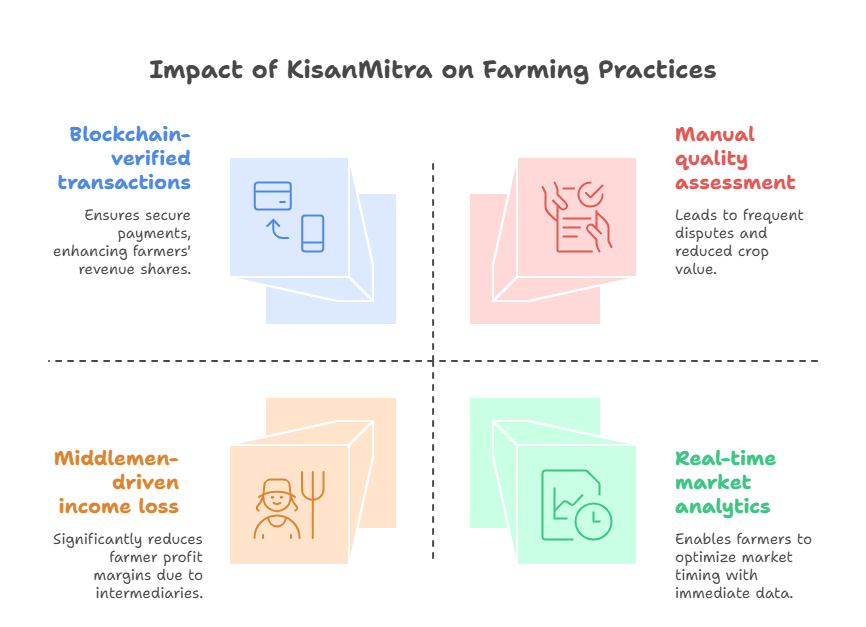 Impact of KisanMitra on Farming Practices
Blockchain-
verified
transactions
Ensures secure
payments,
enhancing farmers'
revenue shares.
Manual
quality
assessment
Leads to frequent
disputes and
reduced crop
value.
Middlemen-
driven
income loss
Significantly reduces
farmer profit
margins due to
intermediaries.
Real-time
market
analytics
Enables farmers to
optimize market
timing with
immediate data.